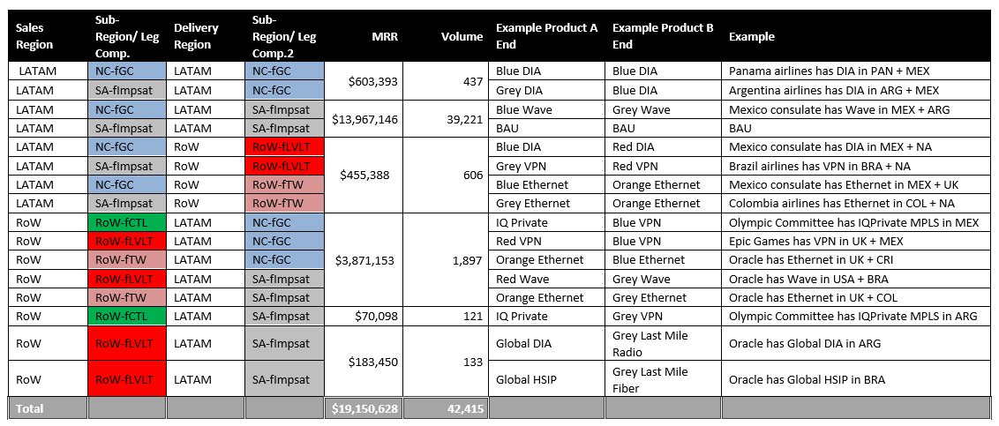 Sales Region | Sub-Region/ Leg Comp. | Delivery Region | Sub-Region/ Leg Comp.2 | MRR | Volume | Example Product A End | Example Product B End | Example
LATAM | NC-fGC | LATAM | NC-fGC | $603,393 | 437 | Blue DIA | Blue DIA | Panama airlines has DIA in PAN + MEX
LATAM | SA-fImpsat | LATAM | NC-fGC | Grey DIA | Blue DIA | Argentina airlines has DIA in ARG + MEX
LATAM | NC-fGC | LATAM | SA-fImpsat | $13,967,146 | 39,221 | Blue Wave | Grey Wave | Mexico consulate has Wave in MEX + ARG
LATAM | SA-fImpsat | LATAM | SA-fImpsat | BAU | BAU | BAU
LATAM | NC-fGC | RoW | RoW-fLVLT | $455,388 | 606 | Blue DIA | Red DIA | Mexico consulate has DIA in MEX + NA
LATAM | SA-fImpsat | RoW | RoW-fLVLT | Grey VPN | Red VPN | Brazil airlines has VPN in BRA + NA
LATAM | NC-fGC | RoW | RoW-fTW | Blue Ethernet | Orange Ethernet | Mexico consulate has Ethernet in MEX + UK
LATAM | SA-fImpsat | RoW | RoW-fTW | Grey Ethernet | Orange Ethernet | Colombia airlines has Ethernet in COL + NA
RoW | RoW-fCTL | LATAM | NC-fGC | $3,871,153 | 1,897 | IQ Private | Blue VPN | Olympic Committee has IQPrivate MPLS in MEX
RoW | RoW-fLVLT | LATAM | NC-fGC | Red VPN | Blue VPN | Epic Games has VPN in UK + MEX
RoW | RoW-fTW | LATAM | NC-fGC | Orange Ethernet | Blue Ethernet | Oracle has Ethernet in UK + CRI
RoW | RoW-fLVLT | LATAM | SA-fImpsat | Red Wave | Grey Wave | Oracle has Wave in USA + BRA
RoW | RoW-fTW | LATAM | SA-fImpsat | Orange Ethernet | Grey Ethernet | Oracle has Ethernet in UK + COL
RoW | RoW-fCTL | LATAM | SA-fImpsat | $70,098 | 121 | IQ Private | Grey VPN | Olympic Committee has IQPrivate MPLS in ARG
RoW | RoW-fLVLT | LATAM | SA-fImpsat | $183,450 | 133 | Global DIA | Grey Last Mile Radio | Oracle has Global DIA in ARG
RoW | RoW-fLVLT | LATAM | SA-fImpsat | Global HSIP | Grey Last Mile Fiber | Oracle has Global HSIP in BRA
Total | $19,150,628 | 42,415